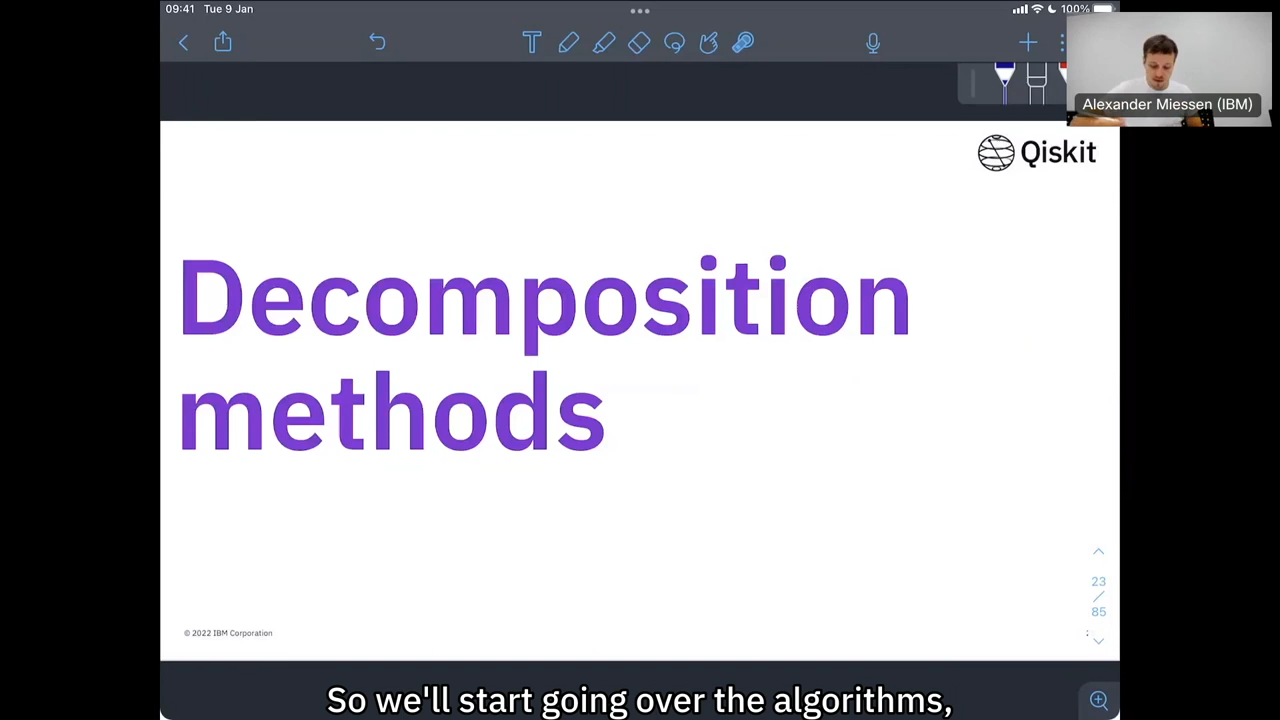 09:41 Tue 9 Jan
100%
Alexander Miessen (IBM)
Qiskit
Decomposition
methods
23
85
© 2022 IBM Corporation
So we'll start going over the algorithms,